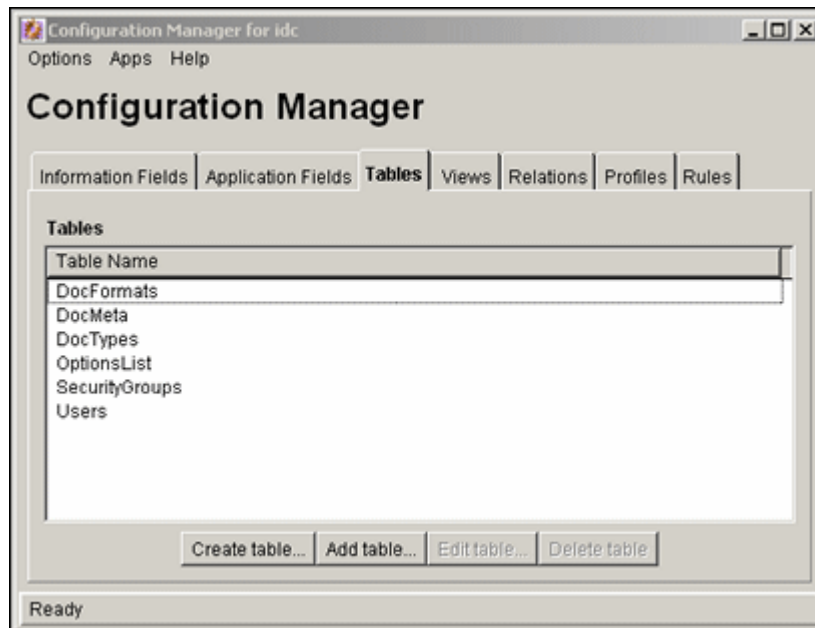 Configuration Manager for idc
Options Apps Help
Configuration Manager
Information Fields Application Fields Tables Views Relations Profiles Rules
Tables
Table Name
DocFormats
DocMeta
DocTypes
OptionsList
SecurityGroups
Users
Create table... Add table... Edit table... Delete table
Ready